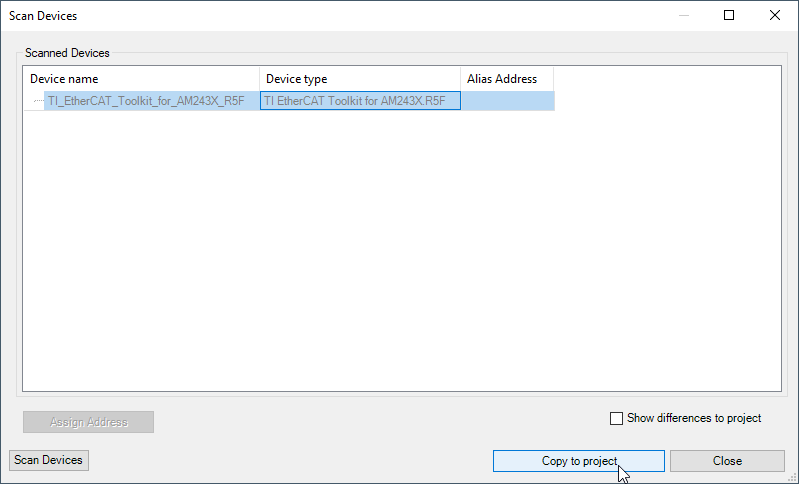 Scan Devices
Scanned Devices
Device name Device type Alias Address
TI_EtherCAT_Toolkit_for_AM243X_R5F TI EtherCAT Toolkit for AM243X.R5F
Assign Address Show differences to project
Scan Devices Copy to project Close